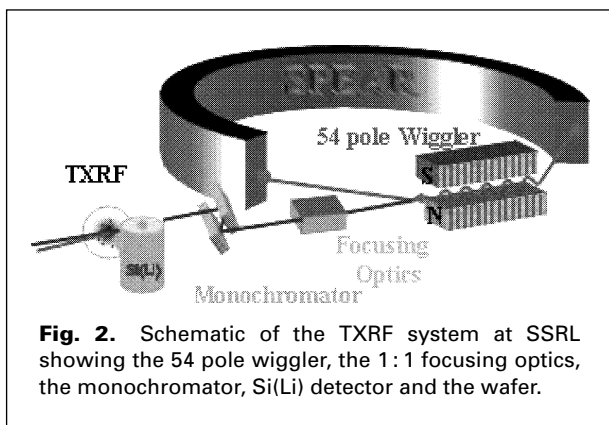 SPEAR
54 pole Wiggler
TXRF
S
N
Si(Li)
Focusing
Optics
Monochromator
Fig. 2. Schematic of the TXRF system at SSRL
showing the 54 pole wiggler, the 1:1 focusing optics,
the monochromator, Si(Li) detector and the wafer.